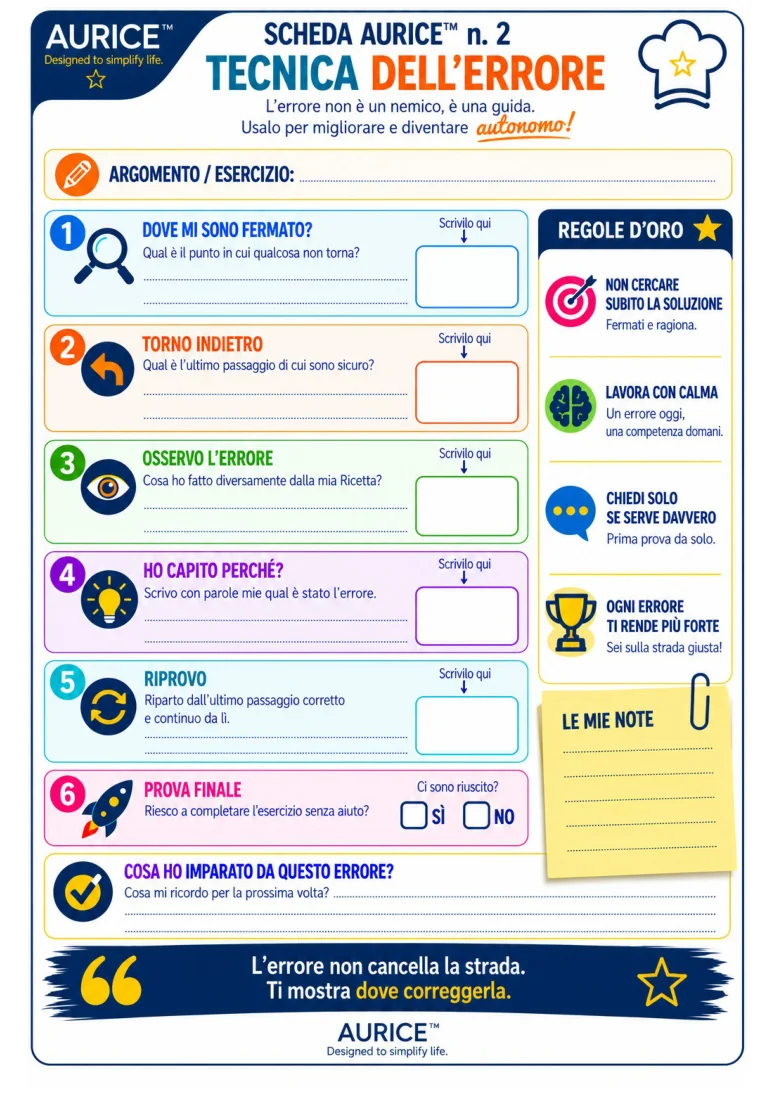 AURICE™
Designed to simplify life.
SCHEDA AURICE™ n. 2
TECNICA DELL'ERRORE
L'errore non è un nemico, è una guida.
Usalo per migliorare e diventare autonomo!
ARGOMENTO / ESERCIZIO:
1
DOVE MI SONO FERMATO?
Qual è il punto in cui qualcosa non torna?
Scrivilo qui
2
TORNO INDIETRO
Qual è l'ultimo passaggio di cui sono sicuro?
Scrivilo qui
3
OSSERVO L'ERRORE
Cosa ho fatto diversamente dalla mia Ricetta?
Scrivilo qui
4
HO CAPITO PERCHÉ?
Scrivo con parole mie qual è stato l'errore.
Scrivilo qui
5
RIPROVO
Riparto dall'ultimo passaggio corretto
e continuo da lì.
Scrivilo qui
6
PROVA FINALE
Riesco a completare l'esercizio senza aiuto?
Ci sono riuscito?
SÌ NO
REGOLE D'ORO
NON CERCARE
SUBITO LA SOLUZIONE
Fermati e ragiona.
LAVORA CON CALMA
Un errore oggi,
una competenza domani.
CHIEDI SOLO
SE SERVE DAVVERO
Prima prova da solo.
OGNI ERRORE
TI RENDE PIÙ FORTE
Sei sulla strada giusta!
LE MIE NOTE
COSA HO IMPARATO DA QUESTO ERRORE?
Cosa mi ricordo per la prossima volta?
L'errore non cancella la strada.
Ti mostra dove correggerla.
AURICE™
Designed to simplify life.